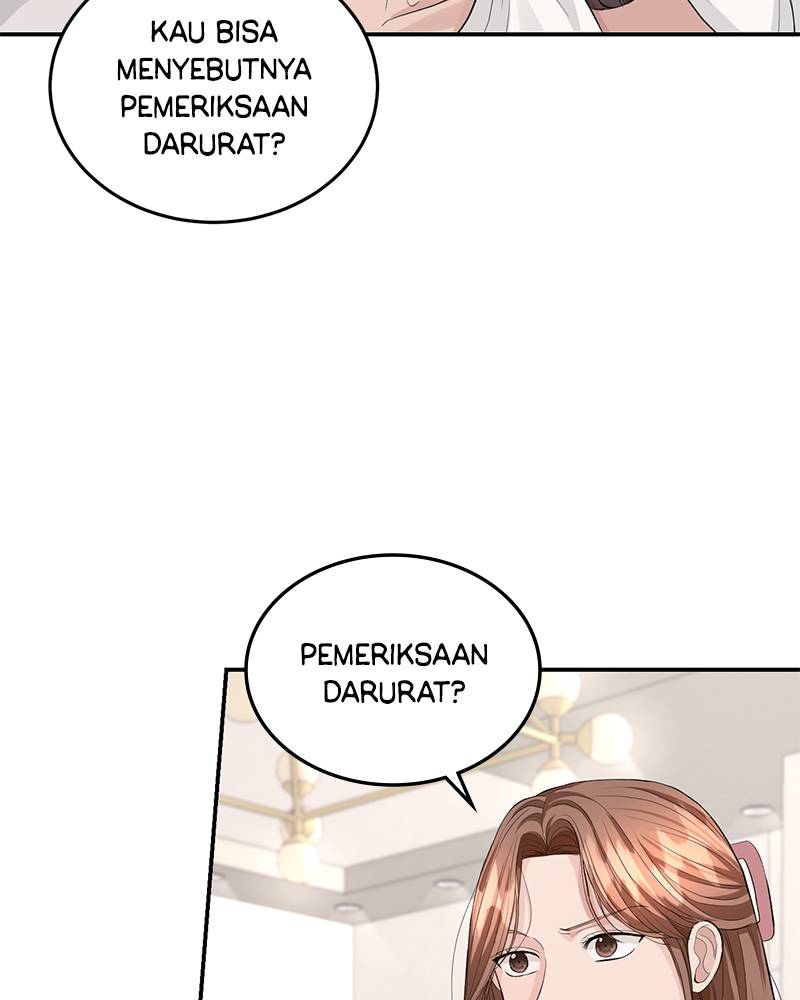 KAU BISA
MENYEBUTNYA
PEMERIKSAAN
DARURAT?
PEMERIKSAAN
DARURAT?